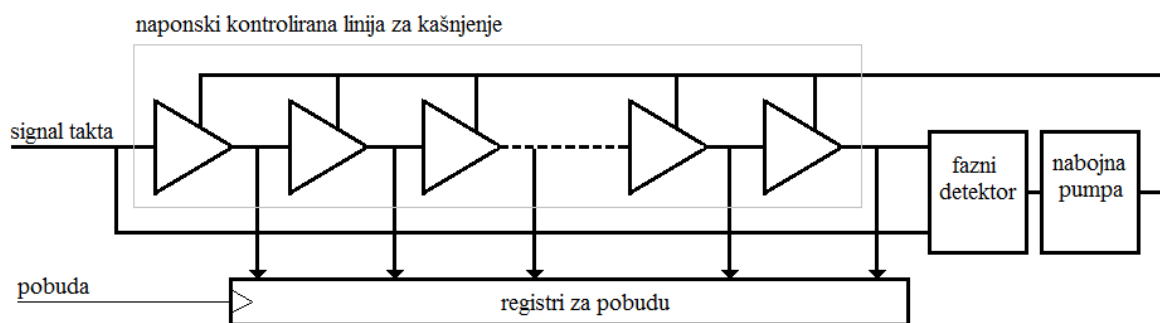 naponski kontrolirana linija za kašnjenje
signal takta
fazni
detektor
nabojna
pumpa
pobuda
registri za pobudu